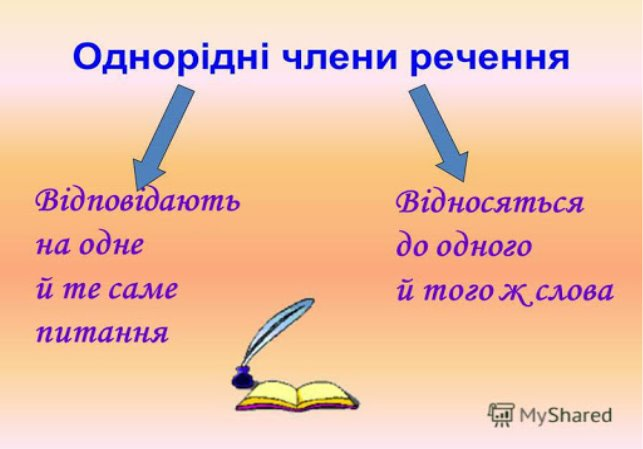 Однорідні члени речення
Відповідають
на одне
й те саме
питання
Відносяться
до одного
й того ж слова
MyShared